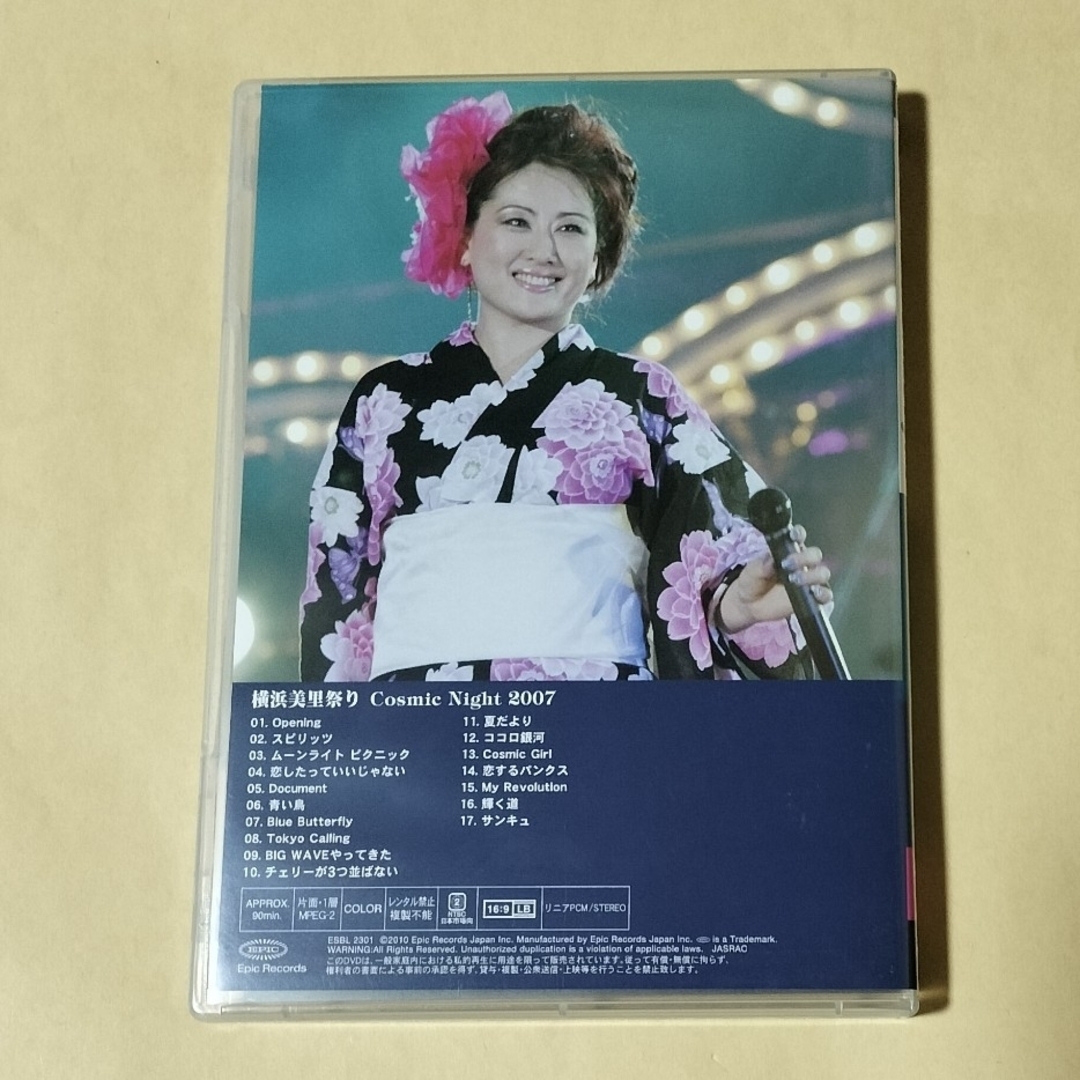 横浜美里祭り Cosmic Night 2007
01. Opening
02. スピリッツ
03. ムーンライト ピクニック
04. 恋したっていいじゃない
05. Document
06. 青い鳥
07. Blue Butterfly
08. Tokyo Calling
09. BIG WAVEやってきた
10. チェリーが3つ並ばない
11. 夏だより
12. ココロ銀河
13. Cosmic Girl
14. 恋するパンクス
15. My Revolution
16. 輝く道
17. サンキュ
APPROX.
90min.
片面・1層
MPEG-2
COLOR
レンタル禁止
複製不能
2
NTSC
日本市場向
16:9 LB
リニアPCM/STEREO
EPIC
Epic Records
ESBL 2301 ©2010 Epic Records Japan Inc. Manufactured by Epic Records Japan Inc. EPIC is a Trademark.
WARNING:All Rights Reserved. Unauthorized duplication is a violation of applicable laws. JASRAC
このDVDは、一般家庭内における私的再生に用途を限って販売されています。従って有償・無償に拘らず、
権利者の書面による事前の承認を得ず、貸与・複製・公衆送信・上映等を行うことを禁止致します。